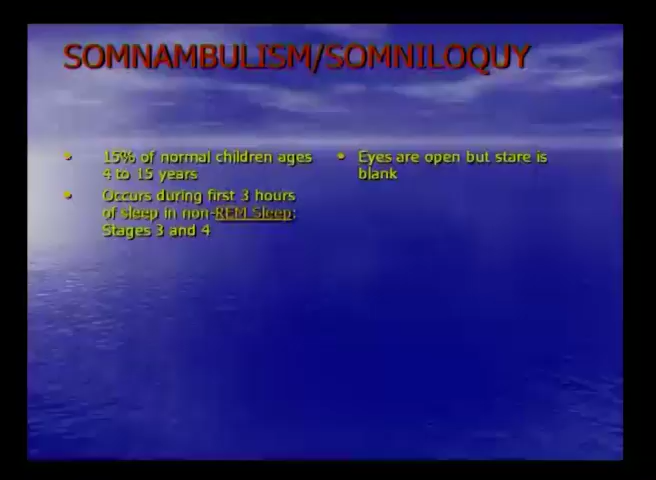 SOMNAMBULISM/SOMNILOQUY
• 15% of normal children ages
4 to 15 years
• Occurs during first 3 hours
of sleep in non-REM Sleep;
Stages 3 and 4
• Eyes are open but stare is
blank